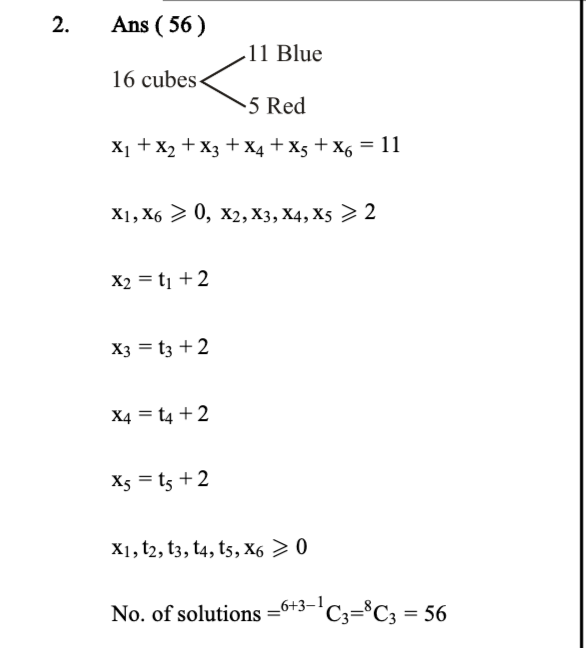 2. Ans ( 56 )
11 Blue
16 cubes
5 Red
x₁ + x₂ + x₃ + x₄ + x₅ + x₆ = 11
x₁, x₆ ⩾ 0, x₂, x₃, x₄, x₅ ⩾ 2
x₂ = t₁ + 2
x₃ = t₃ + 2
x₄ = t₄ + 2
x₅ = t₅ + 2
x₁, t₂, t₃, t₄, t₅, x₆ ⩾ 0
No. of solutions =⁶⁺³⁻¹C₃=⁸C₃ = 56